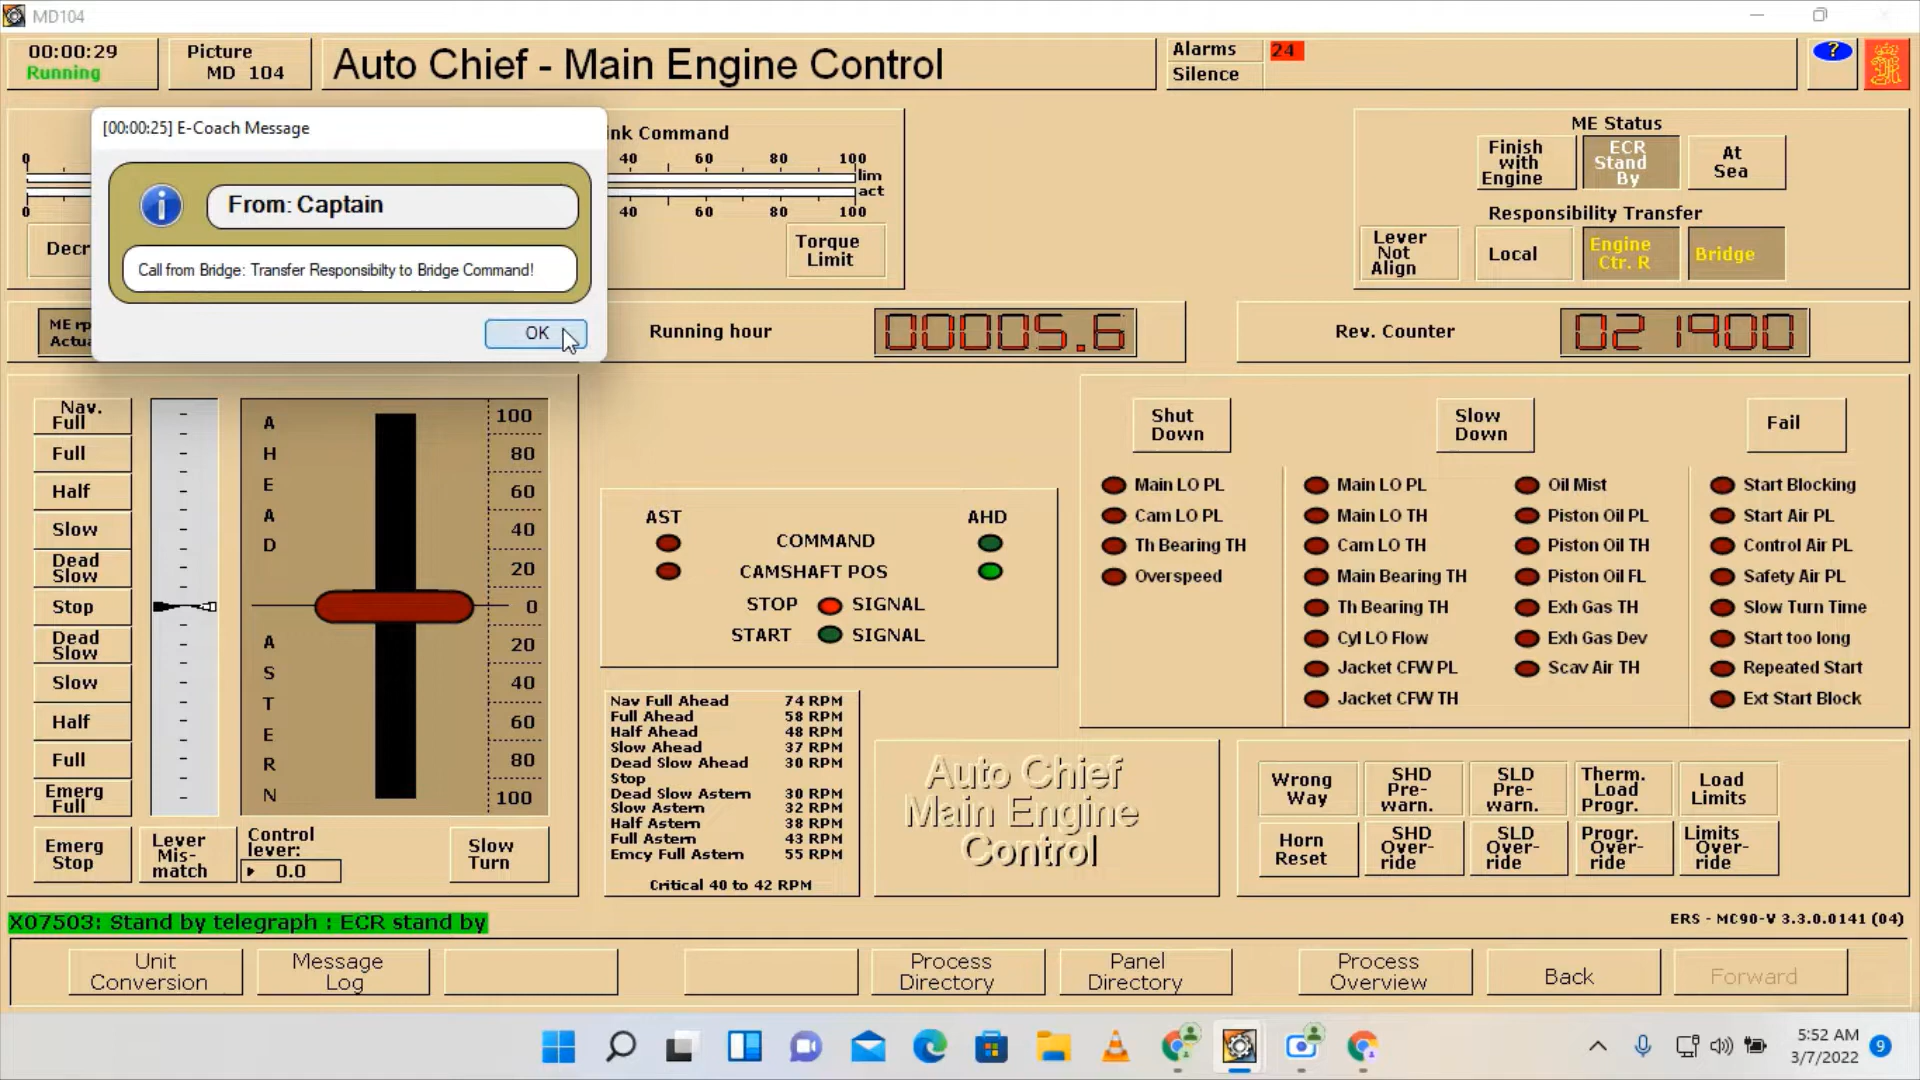 MD104
00:00:29
Running
Picture
MD 104
Auto Chief - Main Engine Control
Alarms
24
Silence
?
[00:00:25] E-Coach Message
From: Captain
Call from Bridge: Transfer Responsibilty to Bridge Command!
OK
nk Command
0
40 60 80 100
lim
act
0
40 60 80 100
Decr
Torque
Limit
ME Status
Finish
with
Engine
ECR
Stand
By
At
Sea
Responsibility Transfer
Lever
Not
Align
Local
Engine
Ctr. R
Bridge
ME rp
Actua
Running hour
00005.6
Rev. Counter
021900
Nav.
Full
Full
Half
Slow
Dead
Slow
Stop
Dead
Slow
Slow
Half
Full
Emerg
Full
Emerg
Stop
Lever
Mis-
match
A
H
E
A
D
A
S
T
E
R
N
100
80
60
40
20
0
20
40
60
80
100
Control
lever:
0.0
Slow
Turn
AST
AHD
COMMAND
CAMSHAFT POS
STOP SIGNAL
START SIGNAL
Nav Full Ahead 74 RPM
Full Ahead 58 RPM
Half Ahead 48 RPM
Slow Ahead 37 RPM
Dead Slow Ahead 30 RPM
Stop
Dead Slow Astern 30 RPM
Slow Astern 32 RPM
Half Astern 38 RPM
Full Astern 43 RPM
Emcy Full Astern 55 RPM
Critical 40 to 42 RPM
Auto Chief
Main Engine
Control
Shut
Down
Main LO PL
Cam LO PL
Th Bearing TH
Overspeed
Slow
Down
Main LO PL
Main LO TH
Cam LO TH
Main Bearing TH
Th Bearing TH
Cyl LO Flow
Jacket CFW PL
Jacket CFW TH
Oil Mist
Piston Oil PL
Piston Oil TH
Piston Oil FL
Exh Gas TH
Exh Gas Dev
Scav Air TH
Fail
Start Blocking
Start Air PL
Control Air PL
Safety Air PL
Slow Turn Time
Start too long
Repeated Start
Ext Start Block
Wrong
Way
SHD
Pre-
warn.
SLD
Pre-
warn.
Therm.
Load
Progr.
Load
Limits
Horn
Reset
SHD
Over-
ride
SLD
Over-
ride
Progr.
Over-
ride
Limits
Over-
ride
X07503: Stand by telegraph : ECR stand by
ERS - MC90-V 3.3.0.0141 (04)
Unit
Conversion
Message
Log
Process
Directory
Panel
Directory
Process
Overview
Back
Forward
5:52 AM
3/7/2022
9